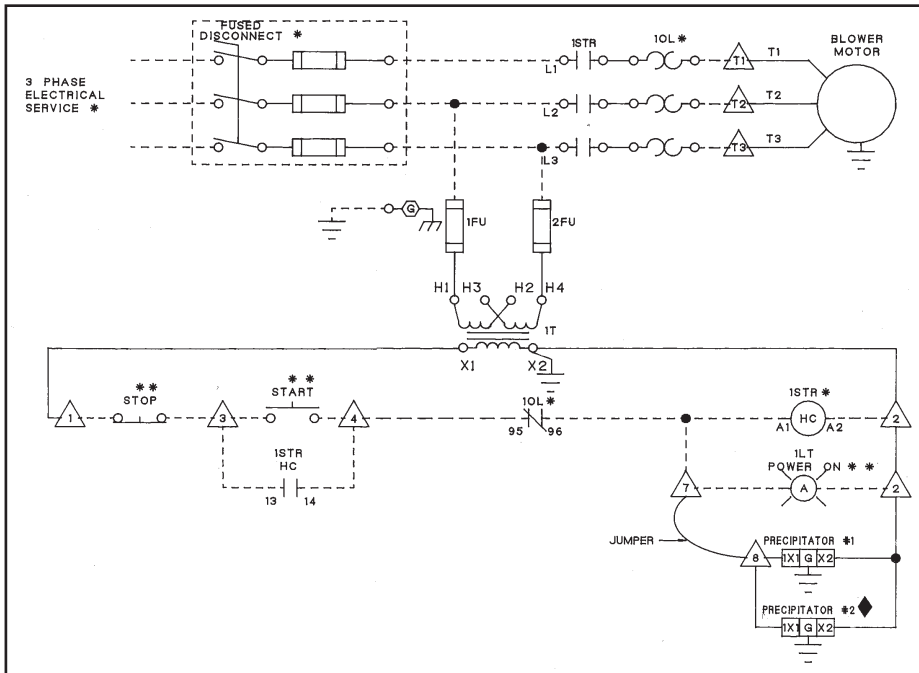 FUSED
DISCONNECT *
3 PHASE
ELECTRICAL
SERVICE *
1STR
1OL*
BLOWER
MOTOR
L1
T1
T1
L2
T2
T2
L3
T3
T3
G
1FU
2FU
H1 H3 H2 H4
1T
X1 X2
**
STOP
**
START
1OL*
1STR*
1
3
4
95 96
A1 HC A2
2
1STR
HC
13 14
1LT
POWER ON **
7
A
2
JUMPER
PRECIPITATOR #1
8
1X1 G X2
PRECIPITATOR #2 ♦
1X1 G X2